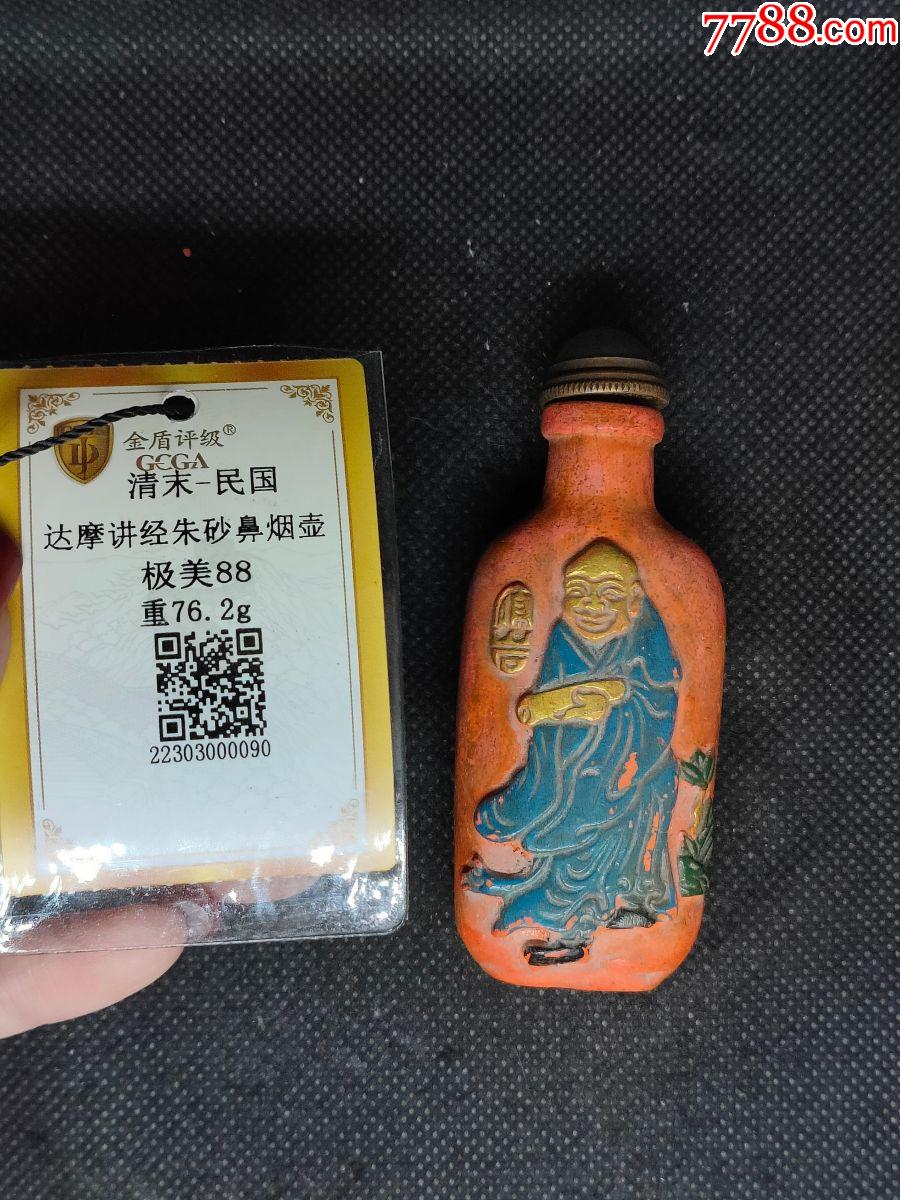 7788.com
金盾评级®
GCGA
清末-民国
达摩讲经朱砂鼻烟壶
极美88
重76.2g
22303000090